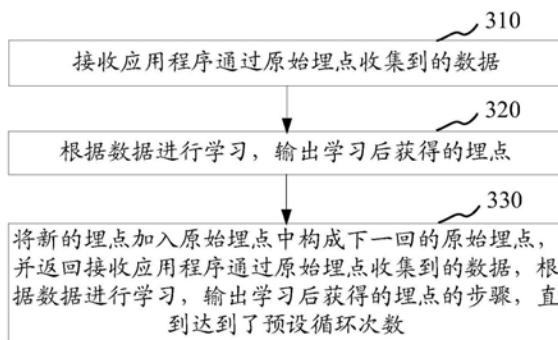 310
接收应用程序通过原始埋点收集到的数据
320
根据数据进行学习，输出学习后获得的埋点
330
将新的埋点加入原始埋点中构成下一回的原始埋点，
并返回接收应用程序通过原始埋点收集到的数据，根
据数据进行学习，输出学习后获得的埋点的步骤，直
到达到了预设循环次数